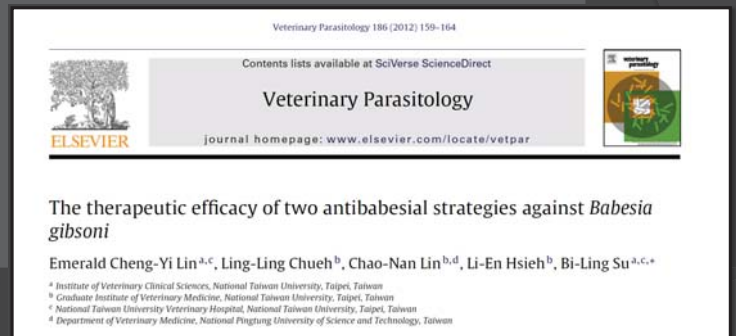 Veterinary Parasitology 186 (2012) 159–164
Contents lists available at SciVerse ScienceDirect
Veterinary Parasitology
journal homepage: www.elsevier.com/locate/vetpar
ELSEVIER
veterinary
parasitology
The therapeutic efficacy of two antibabesial strategies against Babesia
gibsoni
Emerald Cheng-Yi Lin a,c, Ling-Ling Chueh b, Chao-Nan Lin b,d, Li-En Hsieh b, Bi-Ling Su a,c,*
a Institute of Veterinary Clinical Sciences, National Taiwan University, Taipei, Taiwan
b Graduate Institute of Veterinary Medicine, National Taiwan University, Taipei, Taiwan
c National Taiwan University Veterinary Hospital, National Taiwan University, Taipei, Taiwan
d Department of Veterinary Medicine, National Pingtung University of Science and Technology, Taiwan